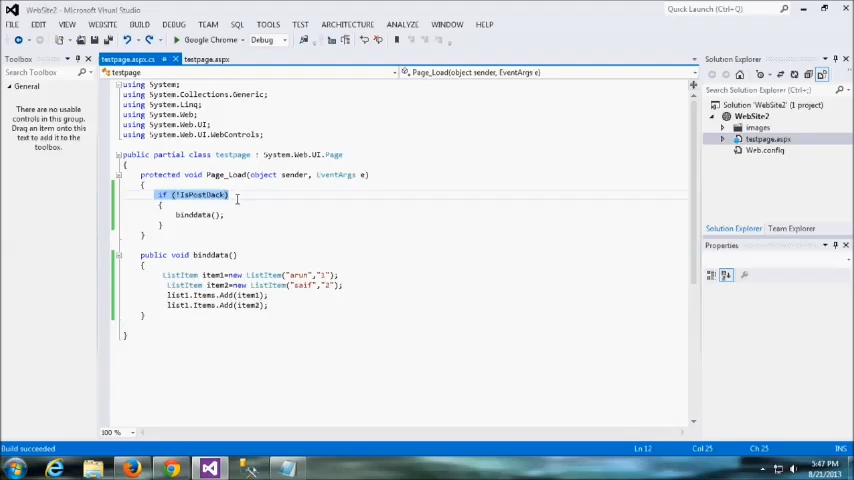 WebSite2 - Microsoft Visual Studio
Quick Launch (Ctrl+Q)
FILE EDIT VIEW WEBSITE BUILD DEBUG TEAM SQL TOOLS TEST ARCHITECTURE ANALYZE WINDOW HELP
Google Chrome Debug
Toolbox
testpage.aspx.cs testpage.aspx
Solution Explorer
Search Toolbox
testpage
Page_Load(object sender, EventArgs e)
General
There are no usable
controls in this group.
Drag an item onto this
text to add it to the
toolbox.
using System;
using System.Collections.Generic;
using System.Linq;
using System.Web;
using System.Web.UI;
using System.Web.UI.WebControls;
public partial class testpage : System.Web.UI.Page
{
protected void Page_Load(object sender, EventArgs e)
{
if (!IsPostBack)
{
binddata();
}
}
public void binddata()
{
ListItem item1=new ListItem("arun","1");
ListItem item2=new ListItem("saif","2");
list1.Items.Add(item1);
list1.Items.Add(item2);
}
}
100 %
Search Solution Explorer (Ctrl+;)
Solution 'WebSite2' (1 project)
WebSite2
images
testpage.aspx
Web.config
Solution Explorer Team Explorer
Properties
Build succeeded
Ln 12 Col 25 Ch 25 INS
5:47 PM
8/21/2013